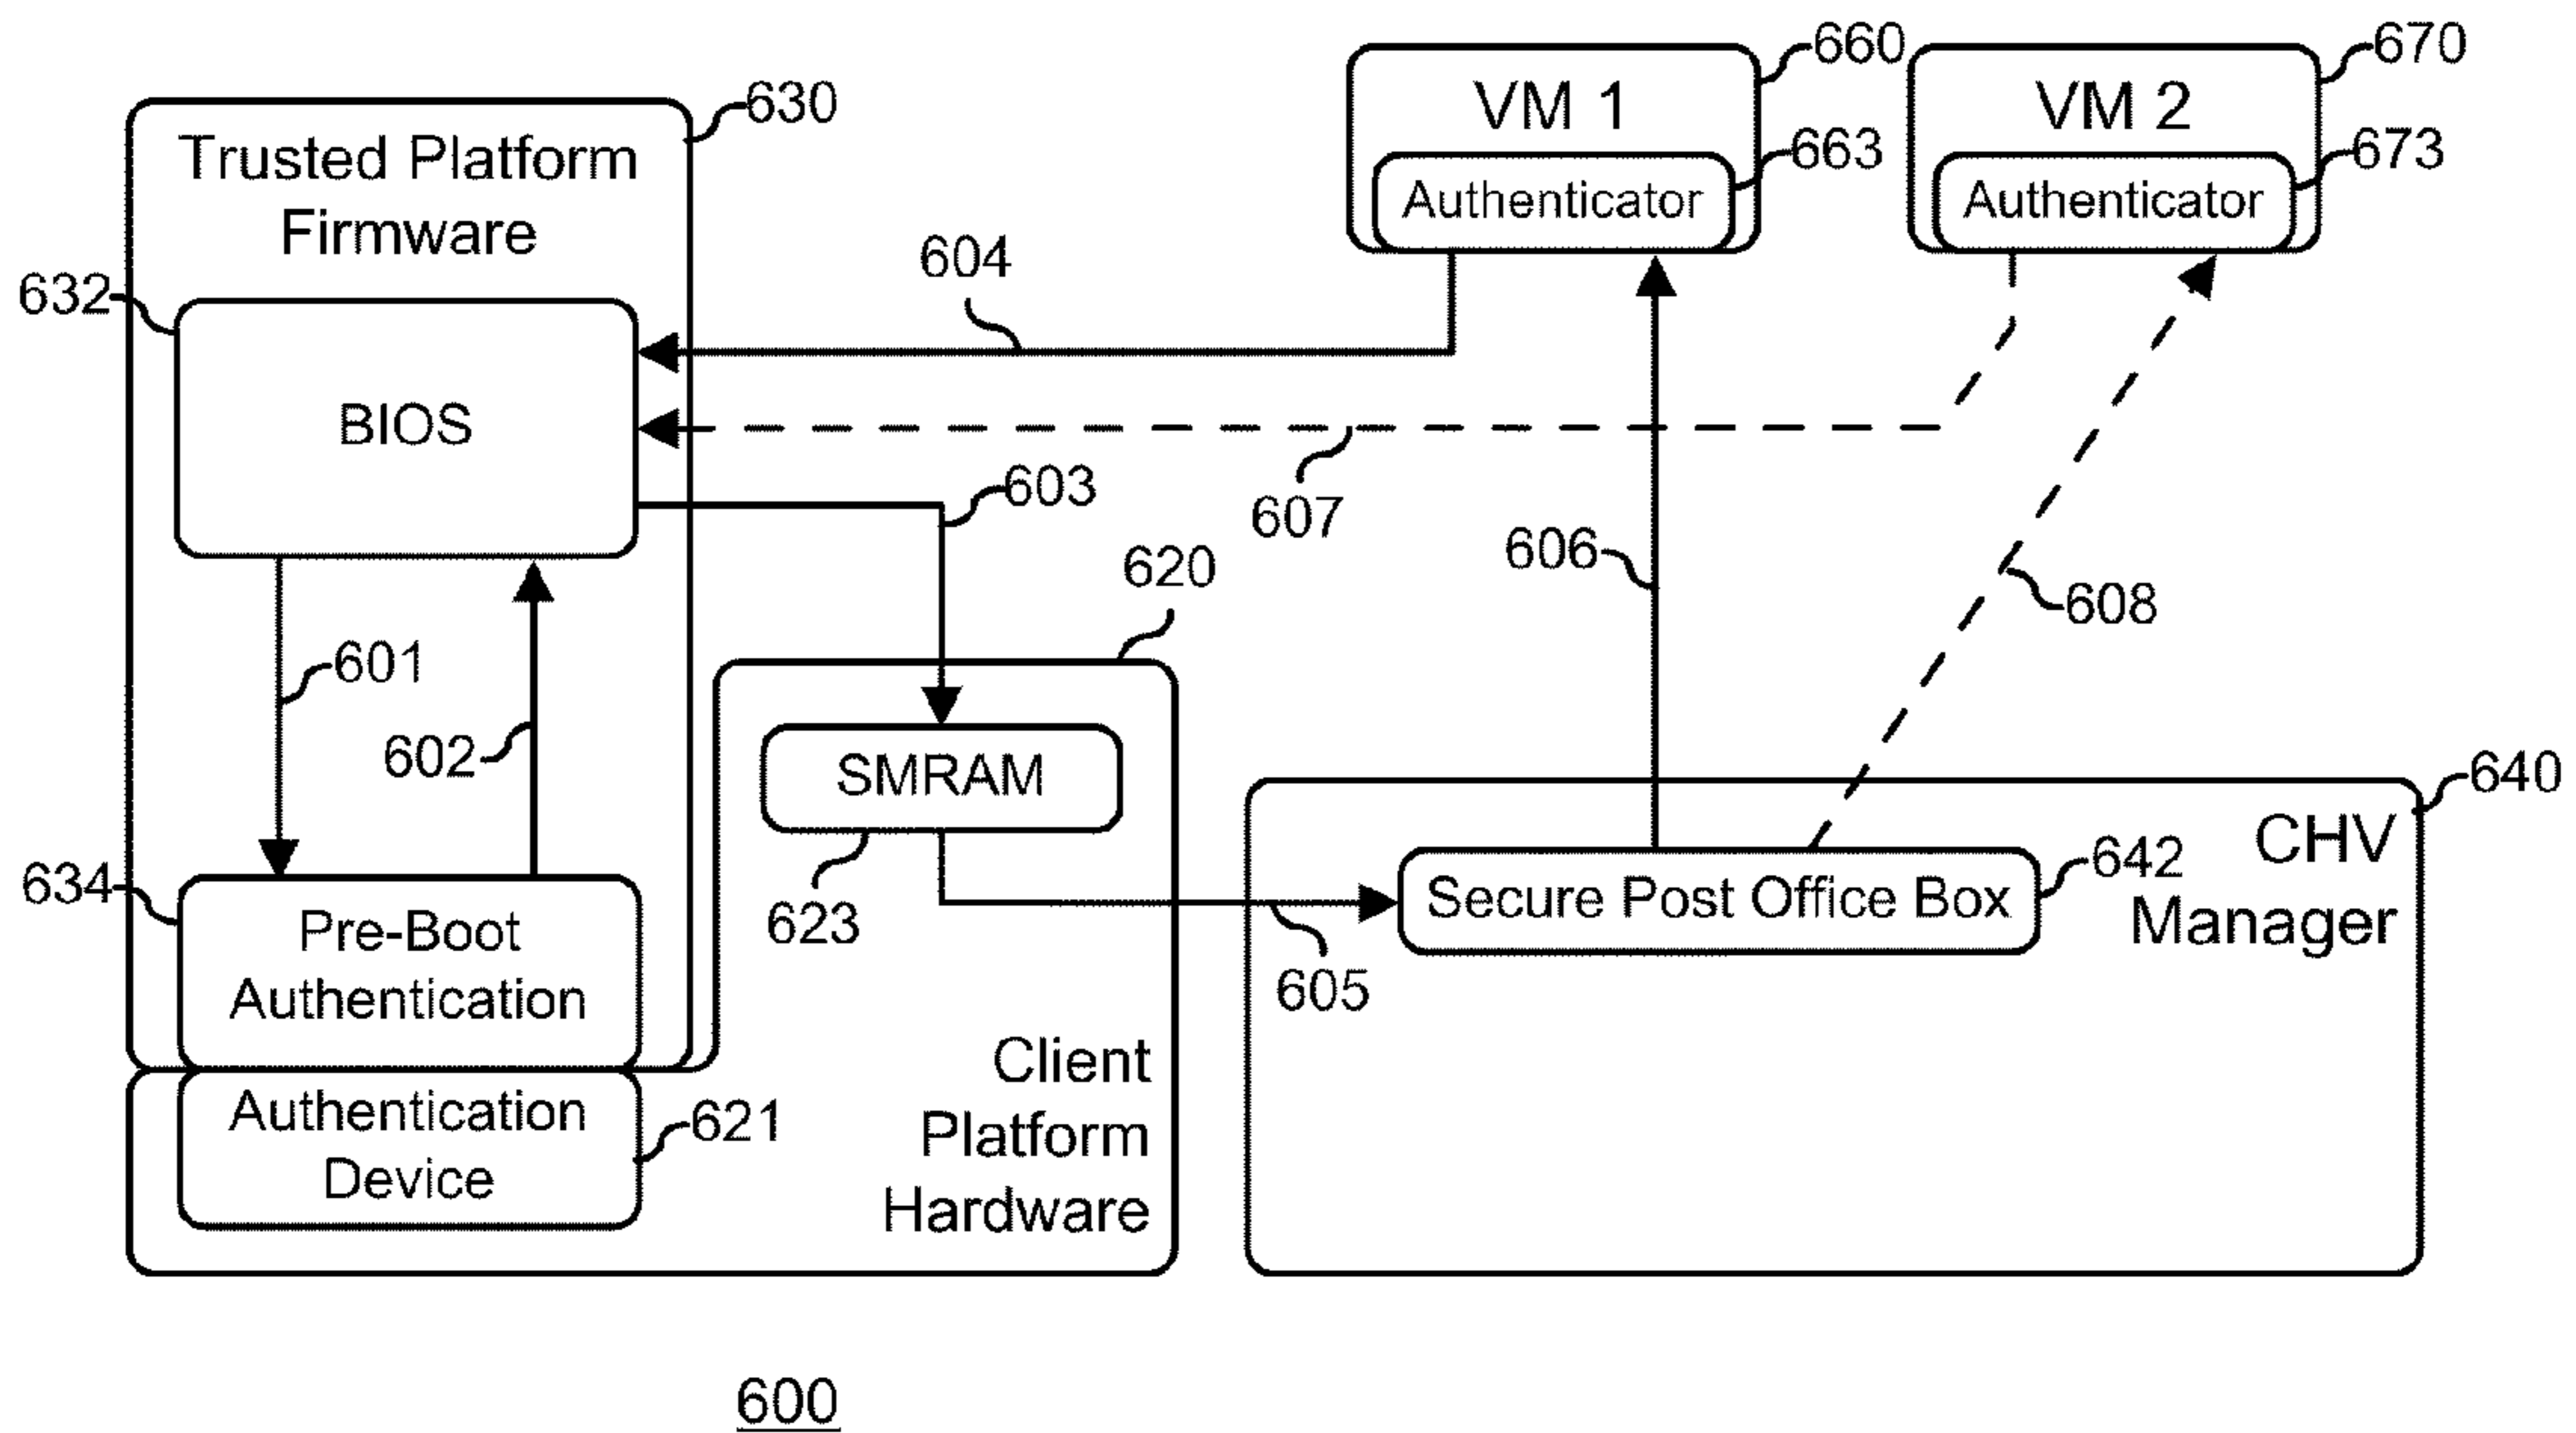 660
670
VM 1
VM 2
630
663
673
Trusted Platform
Firmware
Authenticator
Authenticator
604
632
BIOS
603
607
620
606
608
601
602
SMRAM
640
CHV
Manager
634
623
642
Secure Post Office Box
Pre-Boot
Authentication
605
Client
Platform
Hardware
Authentication
Device
621
600